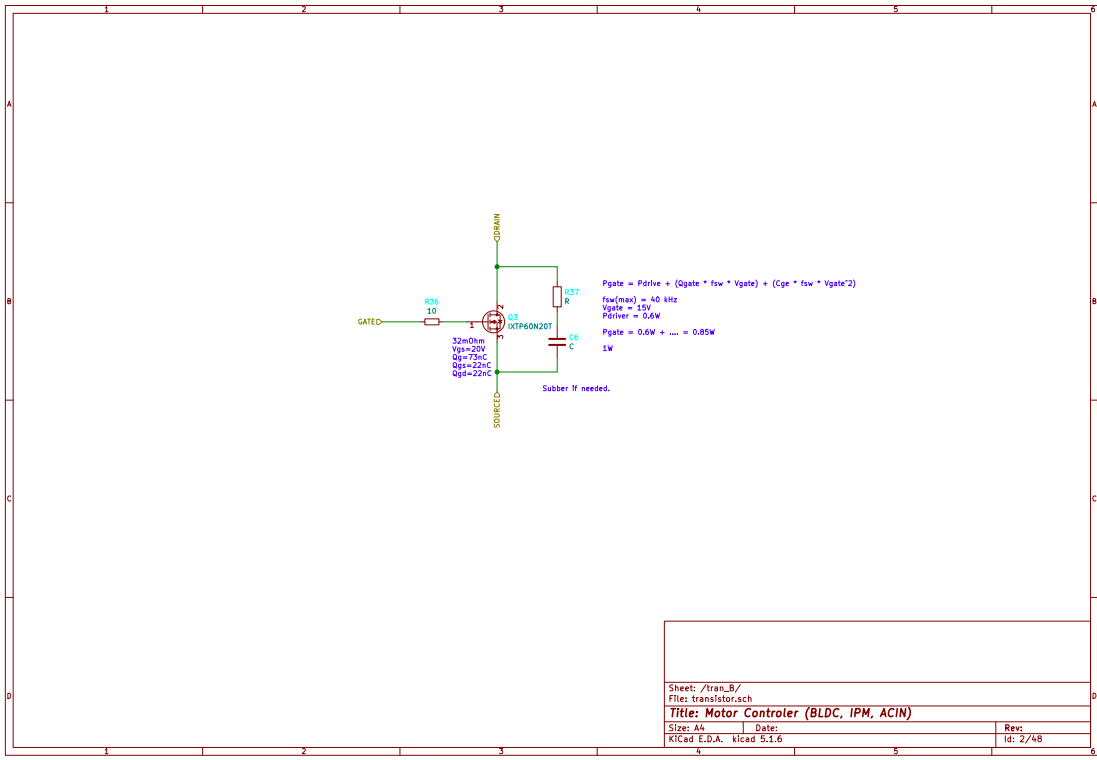 1 2 3 4 5 6
A A
DRAIN
Pgate = Pdrive + (Qgate * fsw * Vgate) + (Cge * fsw * Vgate^2)
R37
R
B B
R36
10
fsw(max) = 40 kHz
Vgate = 15V
Pdriver = 0.6W
2
Q3
IXTP60N20T
GATE
1
3
Pgate = 0.6W + .... = 0.85W
C6
C
1W
32mOhm
Vgs=20V
Qg=73nC
Qgs=22nC
Qgd=22nC
Subber if needed.
SOURCE
C C
D D
Sheet: /tran_B/
File: transistor.sch
Title: Motor Controler (BLDC, IPM, ACIN)
Size: A4 Date: Rev:
KiCad E.D.A. kicad 5.1.6 Id: 2/48
1 2 3 4 5 6